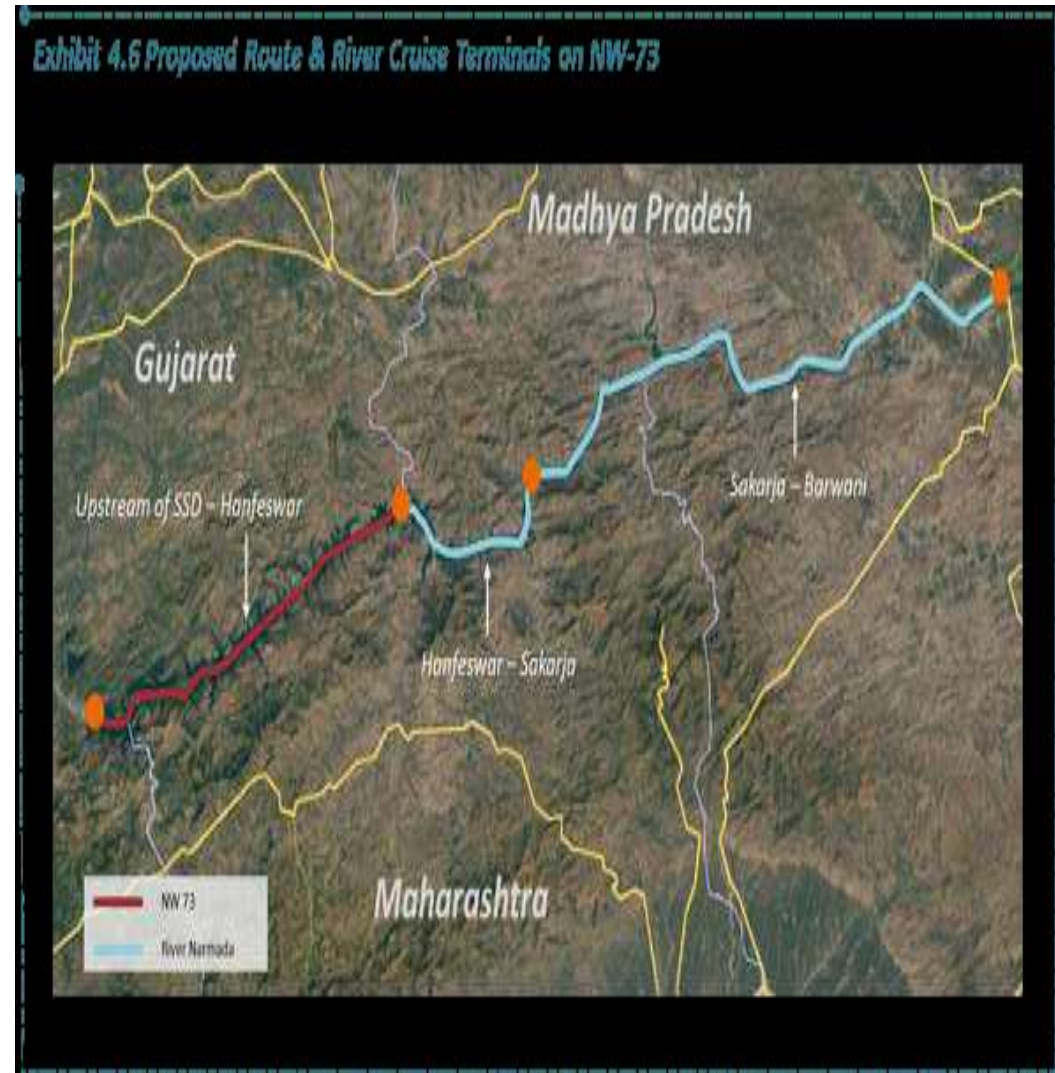 Exhibit 4.6 Proposed Route & River Cruise Terminals on NW-73
Madhya Pradesh
Gujarat
Upstream of SSD – Hanfeswar
Sakarja – Barwani
Hanfeswar – Sakarja
Maharashtra
NW 73
River Narmada